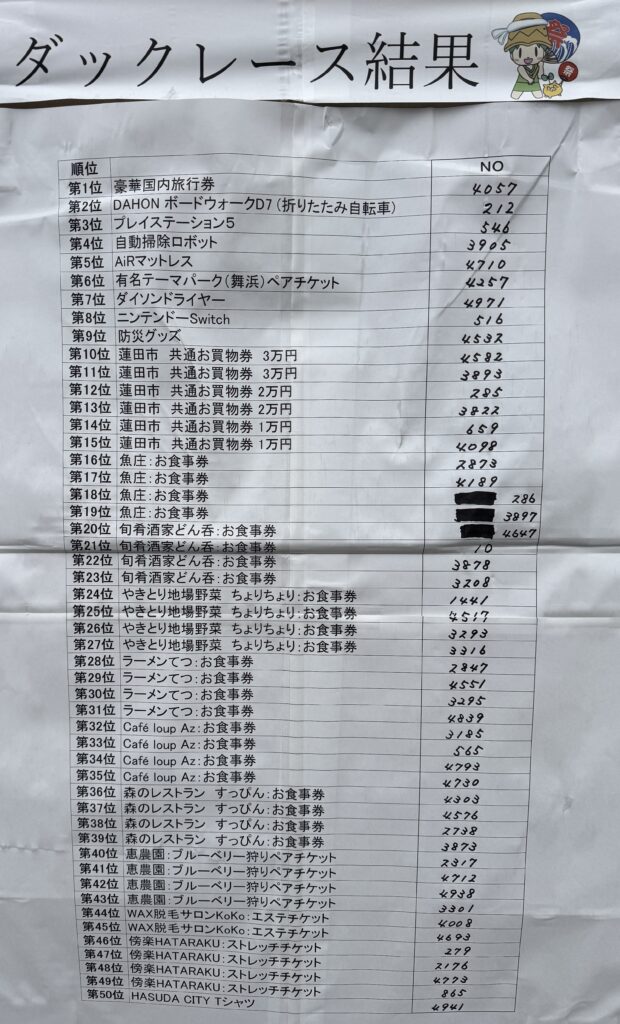 ダックレース結果
祭
順位 NO
第1位 豪華国内旅行券 4057
第2位 DAHON ボードウォークD7(折りたたみ自転車) 212
第3位 プレイステーション5 546
第4位 自動掃除ロボット 3905
第5位 AiRマットレス 4710
第6位 有名テーマパーク(舞浜)ペアチケット 4257
第7位 ダイソンドライヤー 4971
第8位 ニンテンドーSwitch 516
第9位 防災グッズ 4532
第10位 蓮田市 共通お買物券 3万円 4582
第11位 蓮田市 共通お買物券 3万円 3893
第12位 蓮田市 共通お買物券 2万円 285
第13位 蓮田市 共通お買物券 2万円 3822
第14位 蓮田市 共通お買物券 1万円 659
第15位 蓮田市 共通お買物券 1万円 4098
第16位 魚庄:お食事券 2873
第17位 魚庄:お食事券 4189
第18位 魚庄:お食事券 286
第19位 魚庄:お食事券 3897
第20位 旬肴酒家どん呑:お食事券 4647
第21位 旬肴酒家どん呑:お食事券 10
第22位 旬肴酒家どん呑:お食事券 3878
第23位 旬肴酒家どん呑:お食事券 3208
第24位 やきとり地場野菜 ちょりちょり:お食事券 1441
第25位 やきとり地場野菜 ちょりちょり:お食事券 4517
第26位 やきとり地場野菜 ちょりちょり:お食事券 3293
第27位 やきとり地場野菜 ちょりちょり:お食事券 3316
第28位 ラーメンてつ:お食事券 2847
第29位 ラーメンてつ:お食事券 4551
第30位 ラーメンてつ:お食事券 3295
第31位 ラーメンてつ:お食事券 4839
第32位 Café loup Az:お食事券 3185
第33位 Café loup Az:お食事券 565
第34位 Café loup Az:お食事券 4793
第35位 Café loup Az:お食事券 4730
第36位 森のレストラン すっぴん:お食事券 4303
第37位 森のレストラン すっぴん:お食事券 4576
第38位 森のレストラン すっぴん:お食事券 2738
第39位 森のレストラン すっぴん:お食事券 3873
第40位 恵農園:ブルーベリー狩りペアチケット 2317
第41位 恵農園:ブルーベリー狩りペアチケット 4712
第42位 恵農園:ブルーベリー狩りペアチケット 4938
第43位 恵農園:ブルーベリー狩りペアチケット 3301
第44位 WAX脱毛サロンKoKo:エステチケット 4008
第45位 WAX脱毛サロンKoKo:エステチケット 4693
第46位 傍楽HATARAKU:ストレッチチケット 279
第47位 傍楽HATARAKU:ストレッチチケット 2176
第48位 傍楽HATARAKU:ストレッチチケット 4773
第49位 傍楽HATARAKU:ストレッチチケット 865
第50位 HASUDA CITY Tシャツ 4941